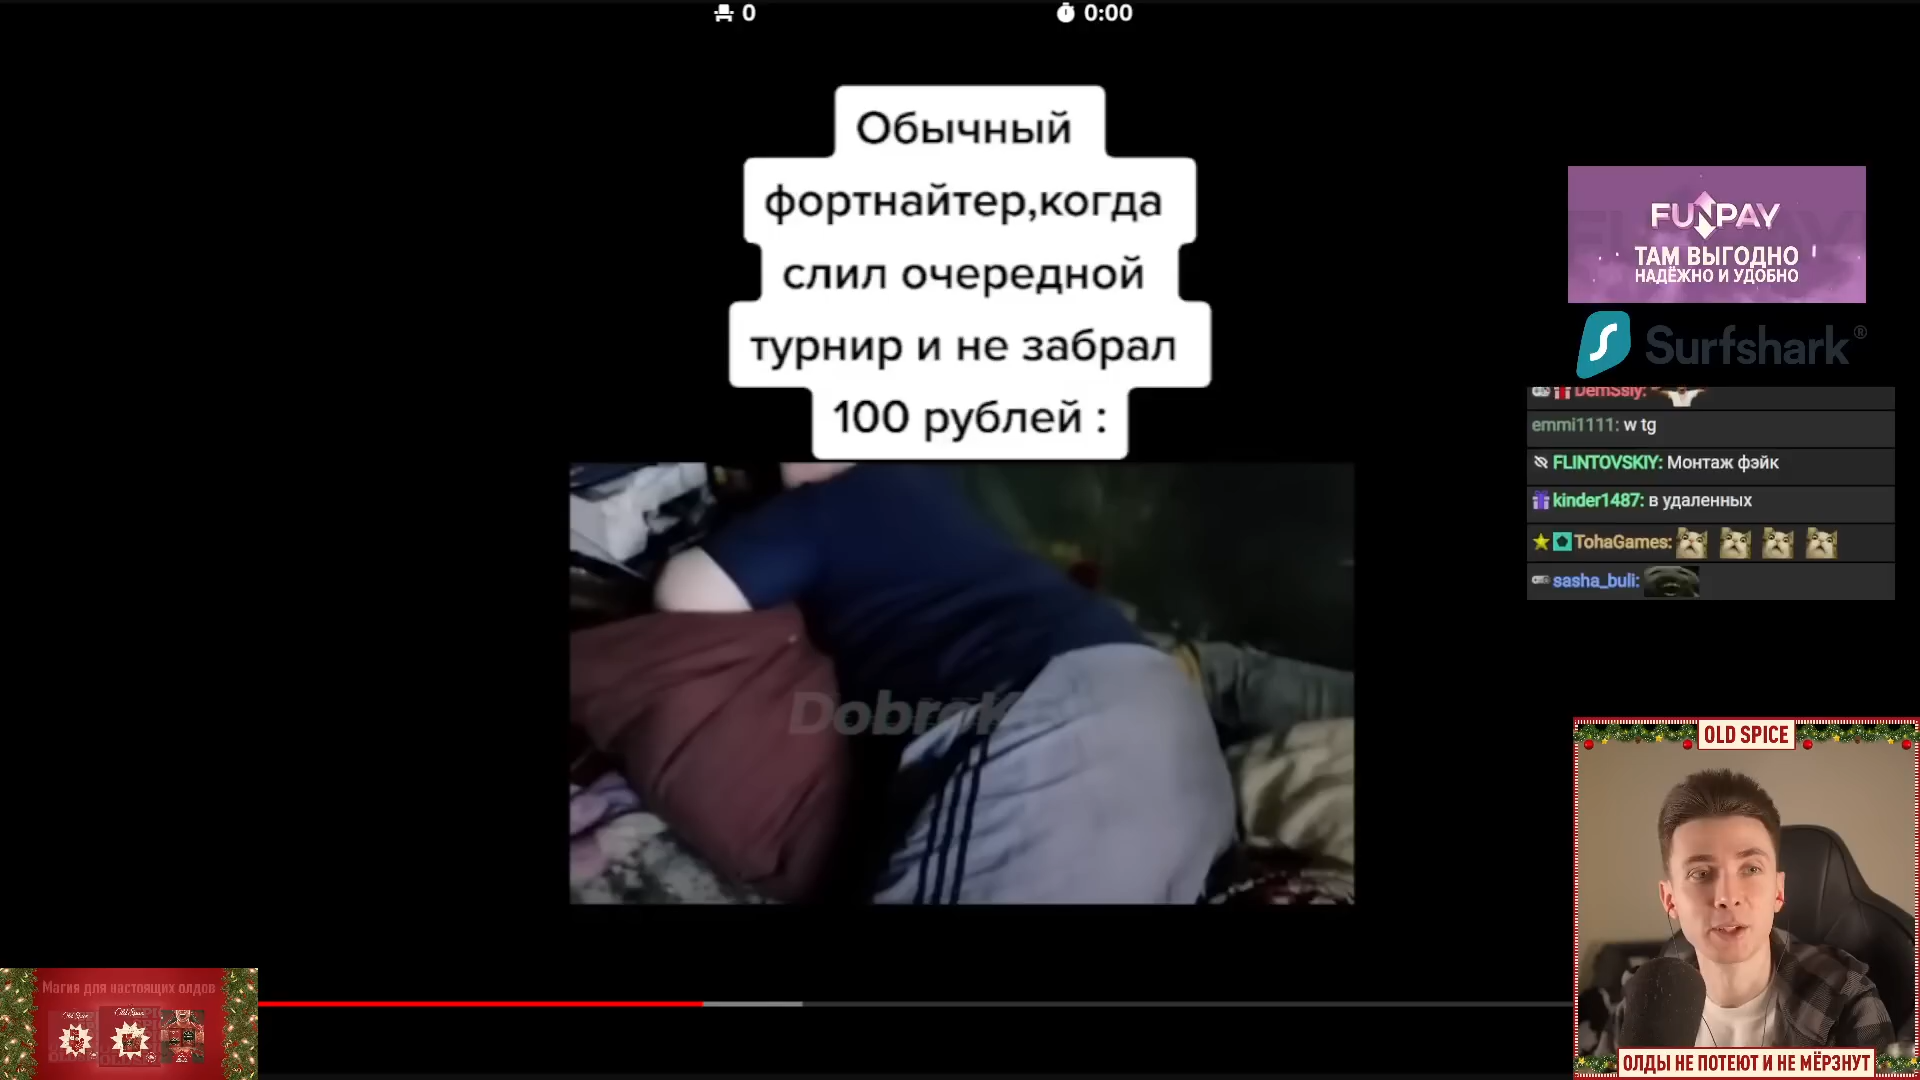 0
0:00
Обычный
фортнайтер,когда
слил очередной
турнир и не забрал
100 рублей :
FUNPAY
ТАМ ВЫГОДНО
НАДЁЖНО И УДОБНО
Surfshark®
DemSsly:
emmi1111: w tg
FLINTOVSKIY: Монтаж фэйк
kinder1487: в удаленных
TohaGames:
sasha_buli:
OLD SPICE
Магия для настоящих олдов
ОЛДЫ НЕ ПОТЕЮТ И НЕ МЁРЗНУТ